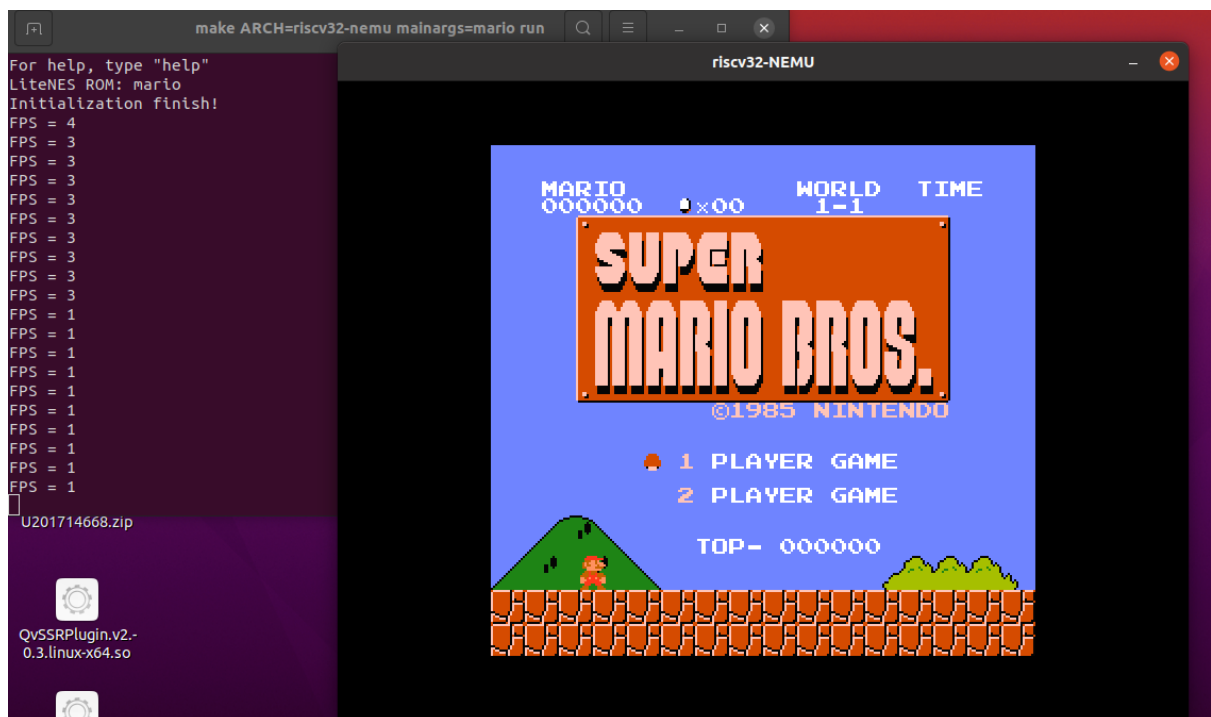 make ARCH=riscv32-nemu mainargs=mario run
For help, type "help"
LiteNES ROM: mario
Initialization finish!
FPS = 4
FPS = 3
FPS = 3
FPS = 3
FPS = 3
FPS = 3
FPS = 3
FPS = 3
FPS = 3
FPS = 3
FPS = 1
FPS = 1
FPS = 1
FPS = 1
FPS = 1
FPS = 1
FPS = 1
FPS = 1
FPS = 1
FPS = 1
U201714668.zip
QvSSRPlugin.v2.-
0.3.linux-x64.so
riscv32-NEMU
MARIO WORLD TIME
000000 ×00 1-1
SUPER
MARIO BROS.
©1985 NINTENDO
1 PLAYER GAME
2 PLAYER GAME
TOP- 000000